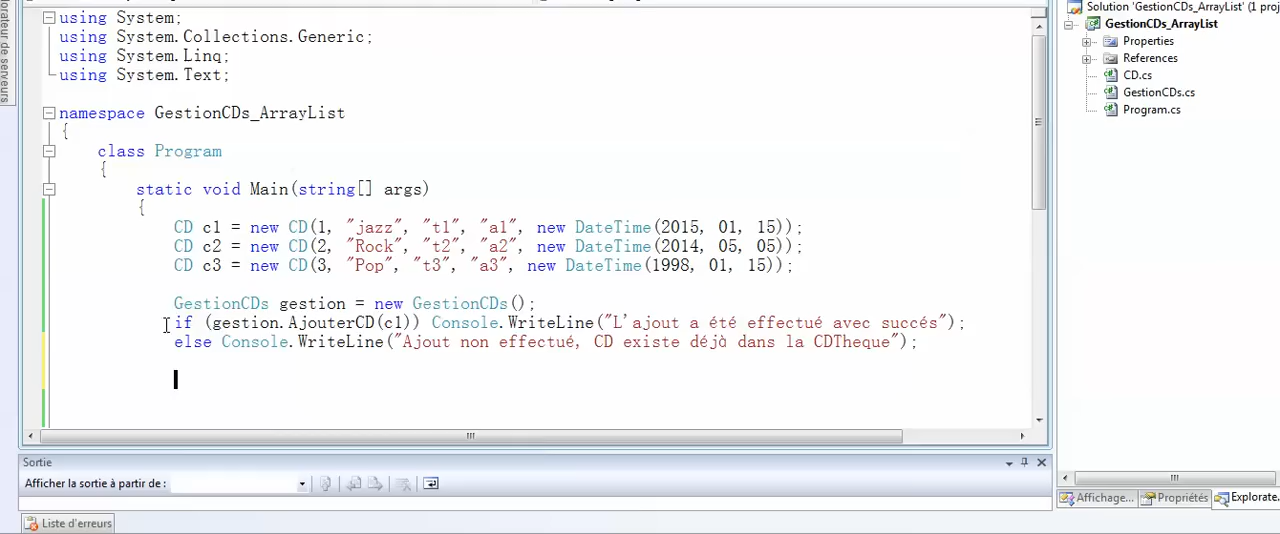 using System;
using System.Collections.Generic;
using System.Linq;
using System.Text;
namespace GestionCDs_ArrayList
{
class Program
{
static void Main(string[] args)
{
CD c1 = new CD(1, "jazz", "t1", "a1", new DateTime(2015, 01, 15));
CD c2 = new CD(2, "Rock", "t2", "a2", new DateTime(2014, 05, 05));
CD c3 = new CD(3, "Pop", "t3", "a3", new DateTime(1998, 01, 15));
GestionCDs gestion = new GestionCDs();
if (gestion.AjouterCD(c1)) Console.WriteLine("L'ajout a été effectué avec succés");
else Console.WriteLine("Ajout non effectué, CD existe déjà dans la CDTheque");
Sortie
Afficher la sortie à partir de :
Liste d'erreurs
Solution 'GestionCDs_ArrayList' (1 proj
GestionCDs_ArrayList
Properties
References
CD.cs
GestionCDs.cs
Program.cs
Affichage...
Propriétés
Explorate.
lorateur de serveurs